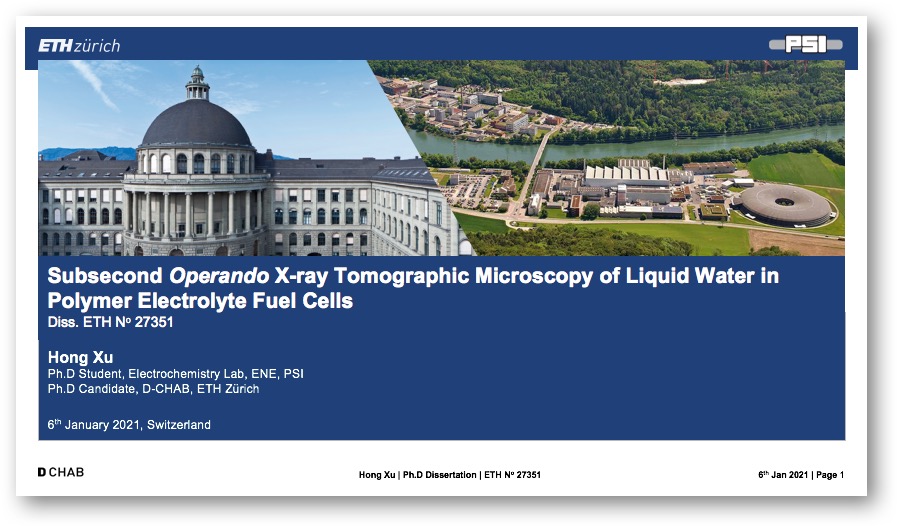 ETH zürich
PSI
Subsecond Operando X-ray Tomographic Microscopy of Liquid Water in
Polymer Electrolyte Fuel Cells
Diss. ETH Nº 27351
Hong Xu
Ph.D Student, Electrochemistry Lab, ENE, PSI
Ph.D Candidate, D-CHAB, ETH Zürich
6th January 2021, Switzerland
D CHAB
Hong Xu | Ph.D Dissertation | ETH Nº 27351
6th Jan 2021 | Page 1